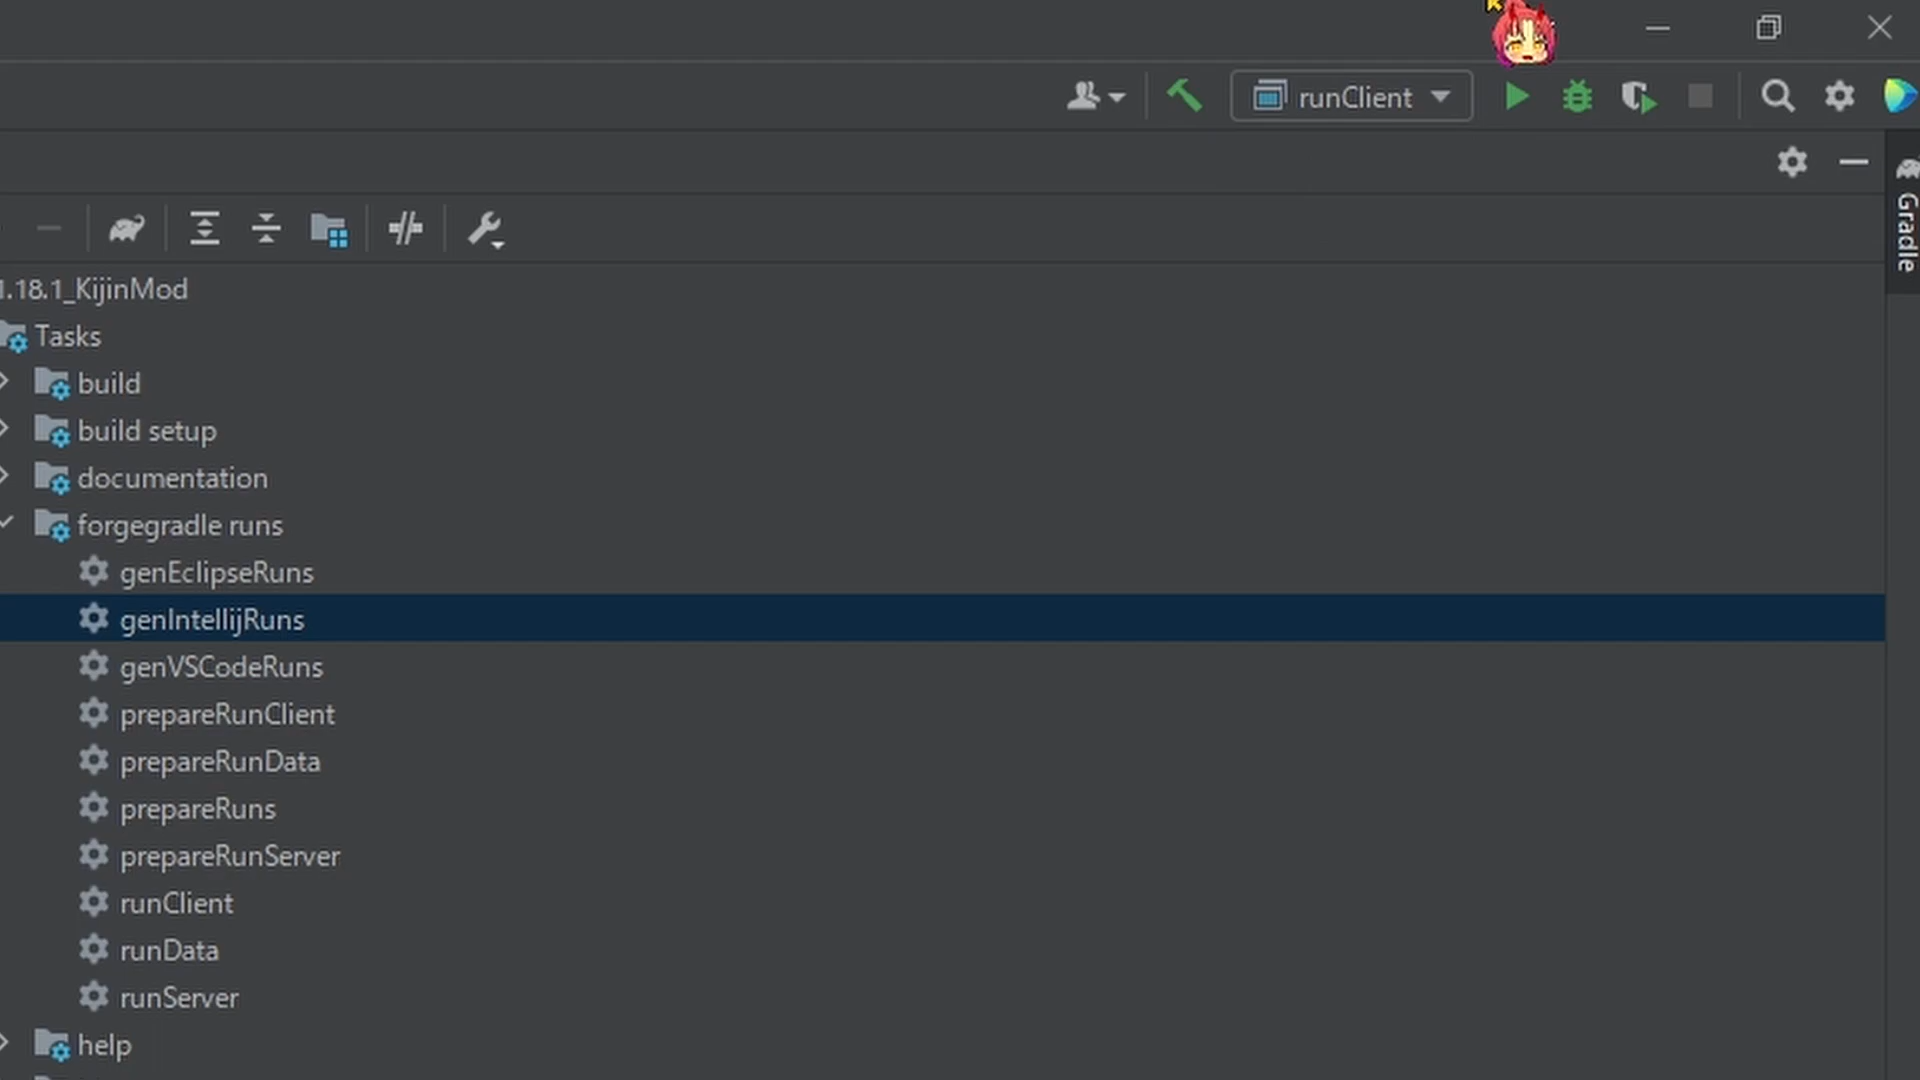 runClient
Gradle
1.18.1_KijinMod
Tasks
build
build setup
documentation
forgegradle runs
genEclipseRuns
genIntellijRuns
genVSCodeRuns
prepareRunClient
prepareRunData
prepareRuns
prepareRunServer
runClient
runData
runServer
help